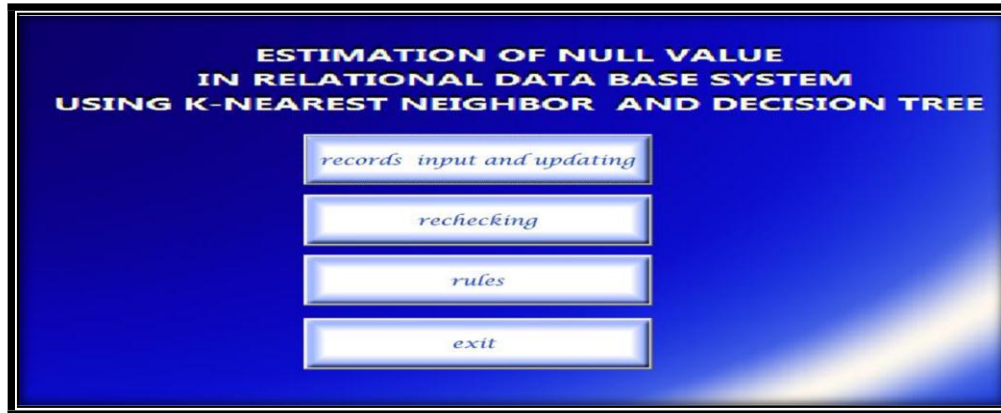 ESTIMATION OF NULL VALUE
IN RELATIONAL DATA BASE SYSTEM
USING K-NEAREST NEIGHBOR AND DECISION TREE
records input and updating
rechecking
rules
exit